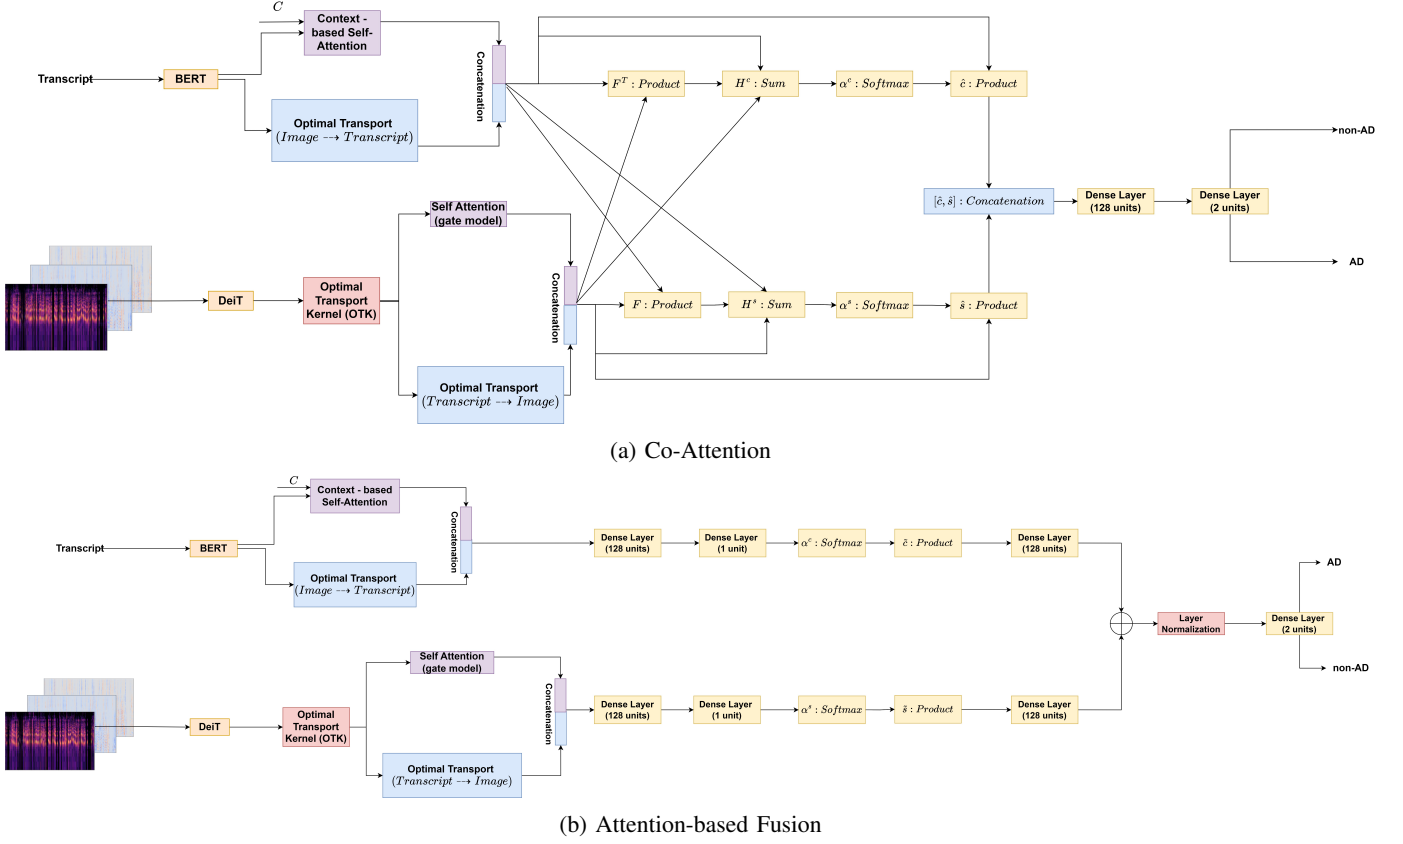 C
Context -
based Self-
Attention
Transcript
BERT
Optimal Transport
(Image ⇢ Transcript)
Concatenation
F^T : Product
H^c : Sum
α^c : Softmax
ĉ : Product
non-AD
[ĉ, ŝ] : Concatenation
Dense Layer
(128 units)
Dense Layer
(2 units)
AD
Self Attention
(gate model)
DeiT
Optimal
Transport
Kernel (OTK)
Concatenation
F : Product
H^s : Sum
α^s : Softmax
ŝ : Product
Optimal Transport
(Transcript ⇢ Image)
(a) Co-Attention
C
Context - based
Self-Attention
Transcript
BERT
Optimal Transport
(Image ⇢ Transcript)
Concatenation
Dense Layer
(128 units)
Dense Layer
(1 unit)
α^c : Softmax
c̃ : Product
Dense Layer
(128 units)
AD
Layer
Normalization
Dense Layer
(2 units)
non-AD
Self Attention
(gate model)
DeiT
Optimal
Transport
Kernel (OTK)
Concatenation
Dense Layer
(128 units)
Dense Layer
(1 unit)
α^s : Softmax
s̃ : Product
Dense Layer
(128 units)
Optimal Transport
(Transcript ⇢ Image)
(b) Attention-based Fusion